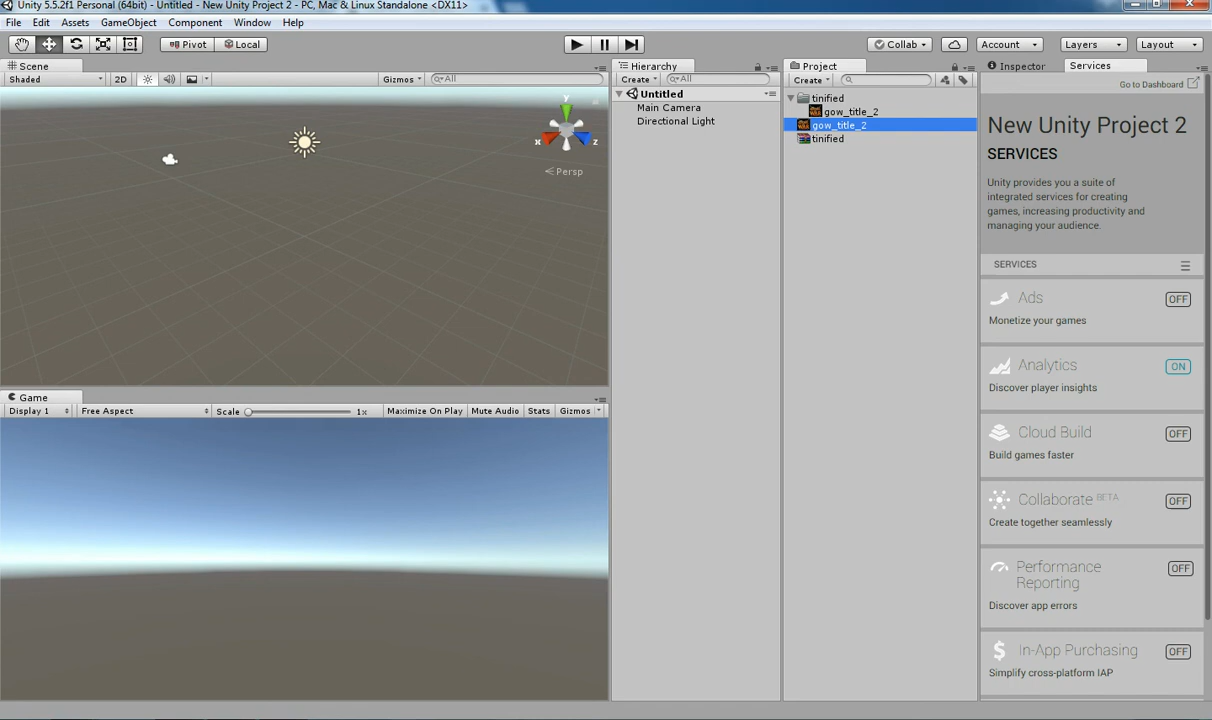 Unity 5.5.2f1 Personal (64bit) - Untitled - New Unity Project 2 - PC, Mac & Linux Standalone <DX11>
File Edit Assets GameObject Component Window Help
Pivot Local Collab Account Layers Layout
Scene
Shaded 2D Gizmos All
y
x z
Persp
Game
Display 1 Free Aspect Scale 1x Maximize On Play Mute Audio Stats Gizmos
Hierarchy
Create All
Untitled
Main Camera
Directional Light
Project
Create
tinified
gow_title_2
gow_title_2
tinified
Inspector Services
Go to Dashboard
New Unity Project 2
SERVICES
Unity provides you a suite of
integrated services for creating
games, increasing productivity and
managing your audience.
SERVICES
Ads OFF
Monetize your games
Analytics ON
Discover player insights
Cloud Build OFF
Build games faster
Collaborate BETA OFF
Create together seamlessly
Performance
Reporting OFF
Discover app errors
In-App Purchasing OFF
Simplify cross-platform IAP